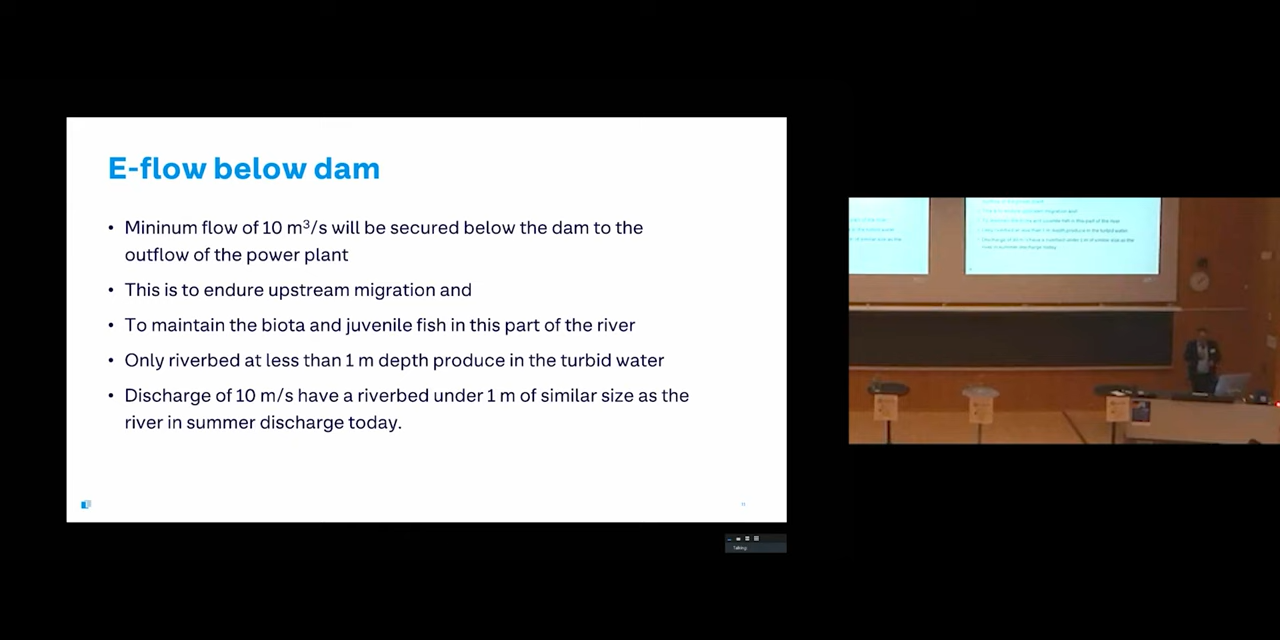 E-flow below dam
• Mininum flow of 10 m³/s will be secured below the dam to the
outflow of the power plant
• This is to endure upstream migration and
• To maintain the biota and juvenile fish in this part of the river
• Only riverbed at less than 1 m depth produce in the turbid water
• Discharge of 10 m/s have a riverbed under 1 m of similar size as the
river in summer discharge today.
11
Talking: